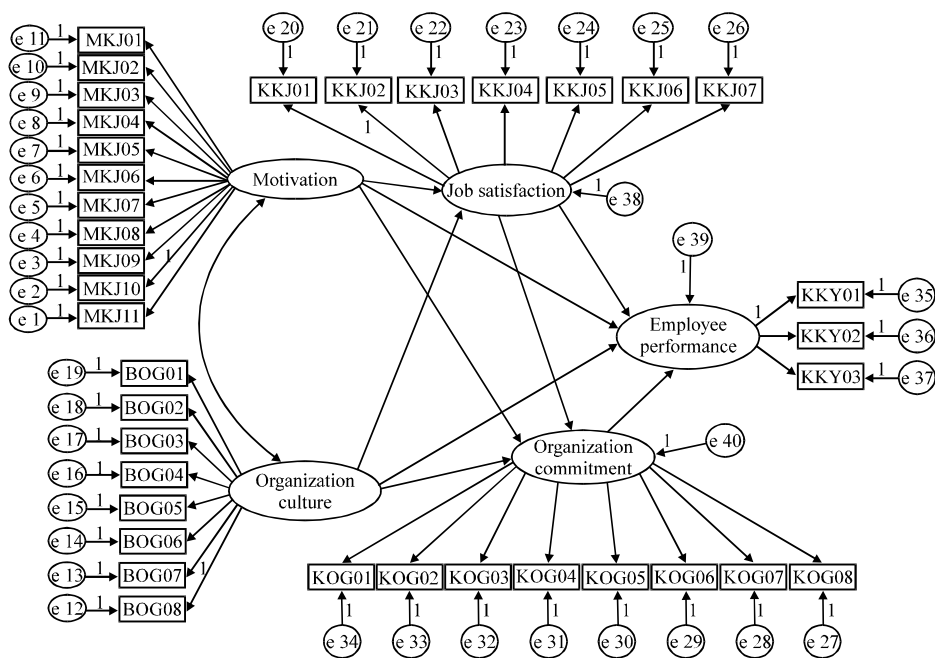 e 20 e 21 e 22 e 23 e 24 e 25 e 26
1 1 1 1 1 1 1
KKJ01 KKJ02 KKJ03 KKJ04 KKJ05 KKJ06 KKJ07
1
e 11 1 MKJ01
e 10 1 MKJ02
e 9 1 MKJ03
e 8 1 MKJ04
e 7 1 MKJ05
e 6 1 MKJ06
e 5 1 MKJ07
e 4 1 MKJ08
e 3 1 MKJ09 1
e 2 1 MKJ10
e 1 1 MKJ11
Motivation
Job satisfaction
1 e 38
e 39
1
Employee
performance
1 KKY01 1 e 35
KKY02 1 e 36
KKY03 1 e 37
e 19 1 BOG01
e 18 1 BOG02
e 17 1 BOG03
e 16 1 BOG04
e 15 1 BOG05
e 14 1 BOG06
e 13 1 BOG07 1
e 12 1 BOG08
Organization
culture
Organization
commitment
1 e 40
KOG01 KOG02 KOG03 KOG04 KOG05 KOG06 KOG07 KOG08
1 1 1 1 1 1 1 1
e 34 e 33 e 32 e 31 e 30 e 29 e 28 e 27